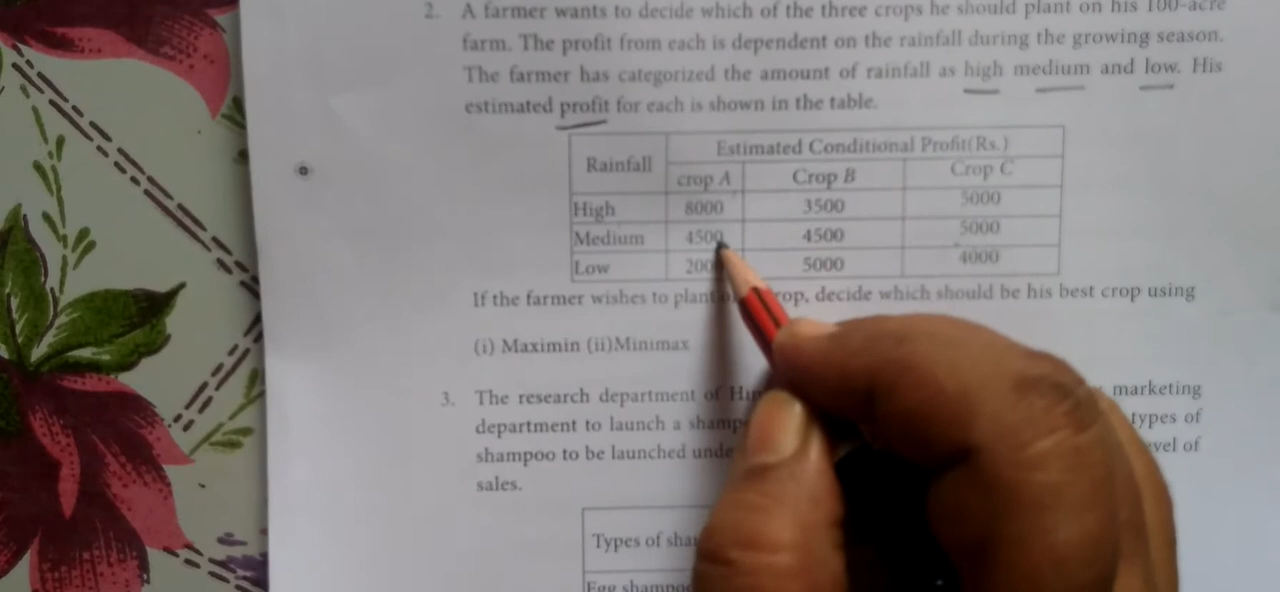 2. A farmer wants to decide which of the three crops he should plant on his 100-acre
farm. The profit from each is dependent on the rainfall during the growing season.
The farmer has categorized the amount of rainfall as high medium and low. His
estimated profit for each is shown in the table.
Rainfall Estimated Conditional Profit(Rs.)
crop A Crop B Crop C
High 8000 3500 5000
Medium 4500 4500 5000
Low 5000 4000
If the farmer wishes to plant decide which should be his best crop using
(i) Maximin (ii)Minimax
3. The research department of marketing
department to launch a types of
shampoo to be launched of
sales.
Types of
Egg